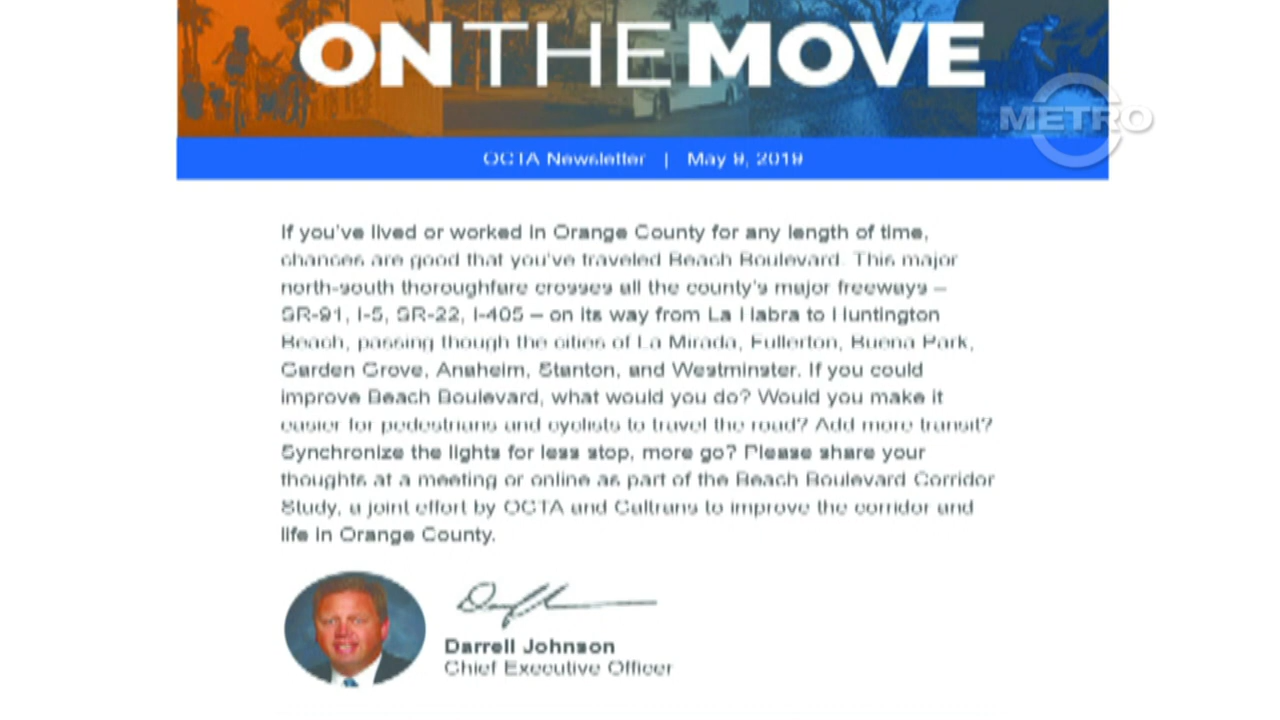 ON THE MOVE
METRO
OCTA Newsletter | May 9, 2019
If you've lived or worked in Orange County for any length of time,
chances are good that you've traveled Beach Boulevard. This major
north-south thoroughfare crosses all the county's major freeways –
SR-91, I-5, SR-22, I-405 – on its way from La Habra to Huntington
Beach, passing though the cities of La Mirada, Fullerton, Buena Park,
Garden Grove, Anaheim, Stanton, and Westminster. If you could
improve Beach Boulevard, what would you do? Would you make it
easier for pedestrians and cyclists to travel the road? Add more transit?
Synchronize the lights for less stop, more go? Please share your
thoughts at a meeting or online as part of the Beach Boulevard Corridor
Study, a joint effort by OCTA and Caltrans to improve the corridor and
life in Orange County.
Darrell Johnson
Chief Executive Officer